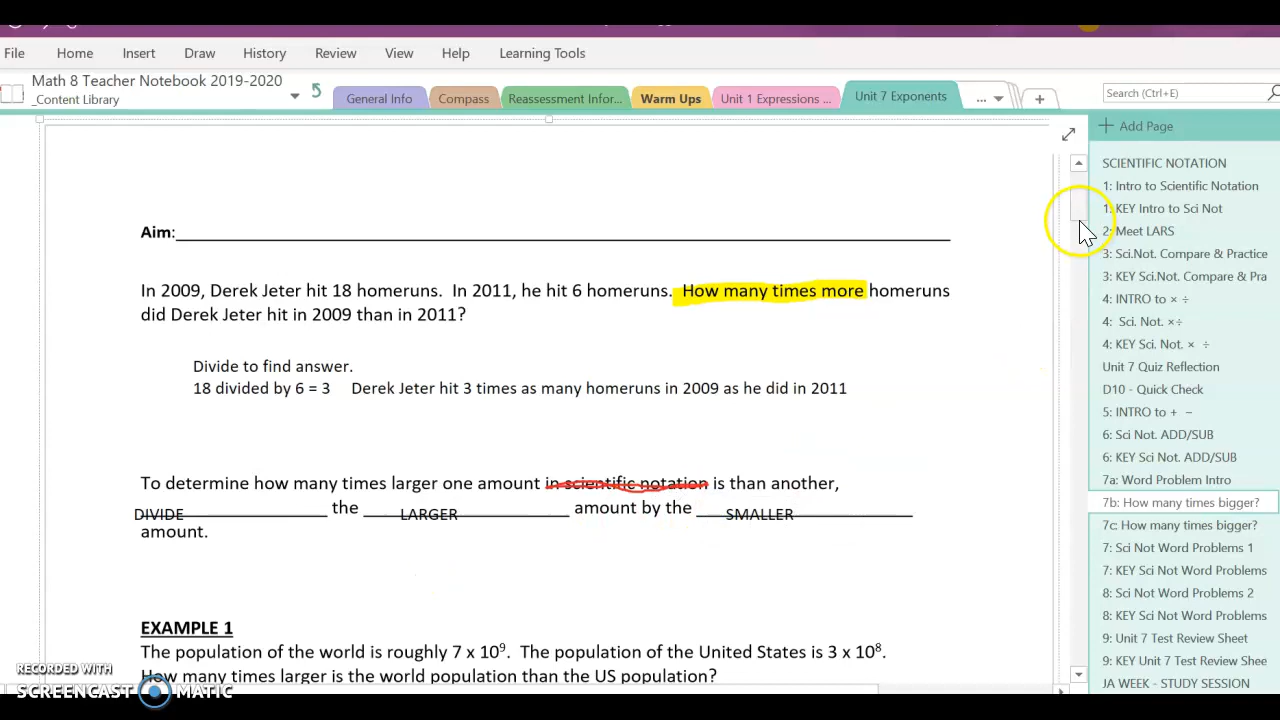 File Home Insert Draw History Review View Help Learning Tools
Math 8 Teacher Notebook 2019-2020
_Content Library
General Info Compass Reassessment Infor... Warm Ups Unit 1 Expressions ... Unit 7 Exponents ...
Search (Ctrl+E)
Add Page
SCIENTIFIC NOTATION
1: Intro to Scientific Notation
1: KEY Intro to Sci Not
2: Meet LARS
3: Sci.Not. Compare & Practice
3: KEY Sci.Not. Compare & Pra
4: INTRO to × ÷
4: Sci. Not. ×÷
4: KEY Sci. Not. × ÷
Unit 7 Quiz Reflection
D10 - Quick Check
5: INTRO to + −
6: Sci Not. ADD/SUB
6: KEY Sci Not. ADD/SUB
7a: Word Problem Intro
7b: How many times bigger?
7c: How many times bigger?
7: Sci Not Word Problems 1
7: KEY Sci Not Word Problems
8: Sci Not Word Problems 2
8: KEY Sci Not Word Problems
9: Unit 7 Test Review Sheet
9: KEY Unit 7 Test Review Shee
JA WEEK - STUDY SESSION
Aim:
In 2009, Derek Jeter hit 18 homeruns. In 2011, he hit 6 homeruns. How many times more homeruns
did Derek Jeter hit in 2009 than in 2011?
Divide to find answer.
18 divided by 6 = 3 Derek Jeter hit 3 times as many homeruns in 2009 as he did in 2011
To determine how many times larger one amount in scientific notation is than another,
DIVIDE the LARGER amount by the SMALLER
amount.
EXAMPLE 1
The population of the world is roughly 7 x 10⁹. The population of the United States is 3 x 10⁸.
How many times larger is the world population than the US population?
RECORDED WITH
SCREENCAST MATIC